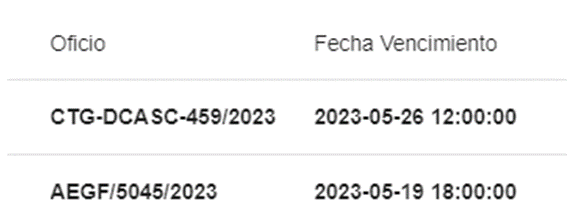 Oficio Fecha Vencimiento
CTG-DCASC-459/2023 2023-05-26 12:00:00
AEGF/5045/2023 2023-05-19 18:00:00